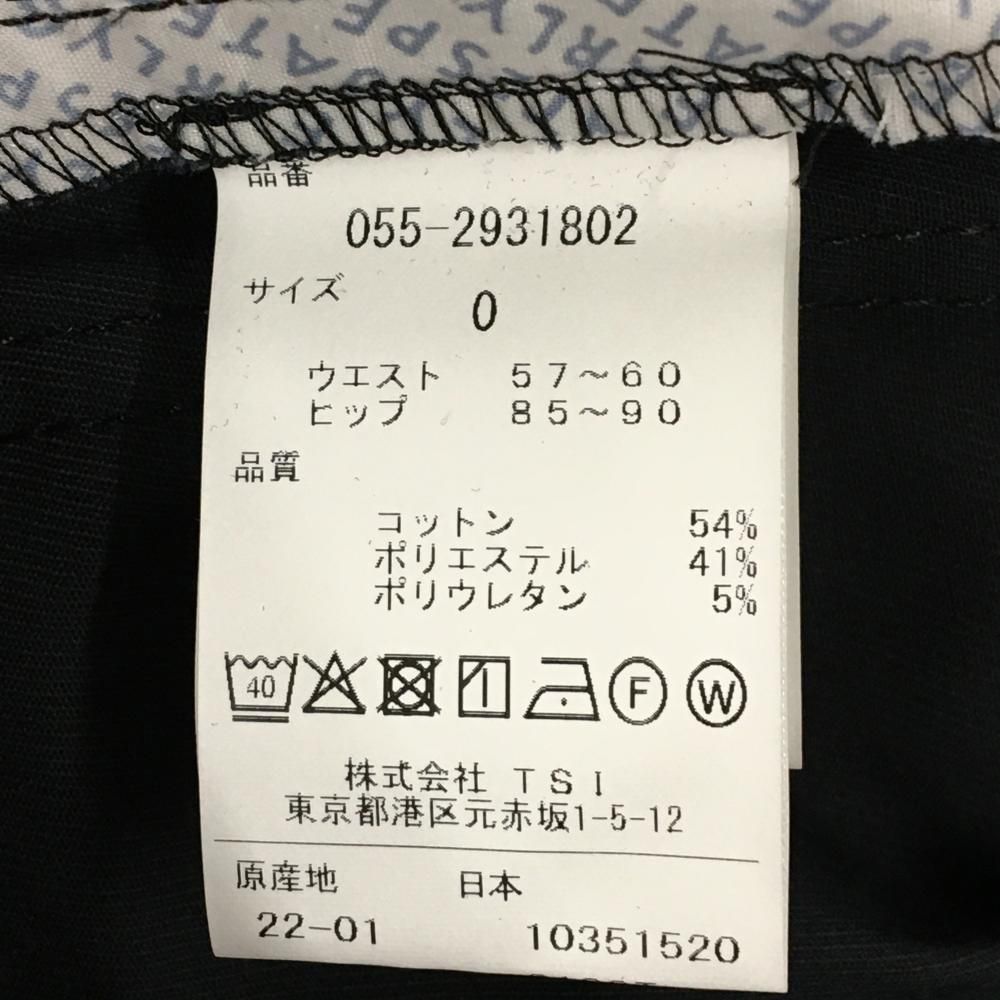 品番
055-2931802
サイズ
0
ウエスト 57~60
ヒップ 85~90
品質
コットン 54%
ポリエステル 41%
ポリウレタン 5%
40 F W
株式会社 TSI
東京都港区元赤坂1-5-12
原産地 日本
22-01 10351520